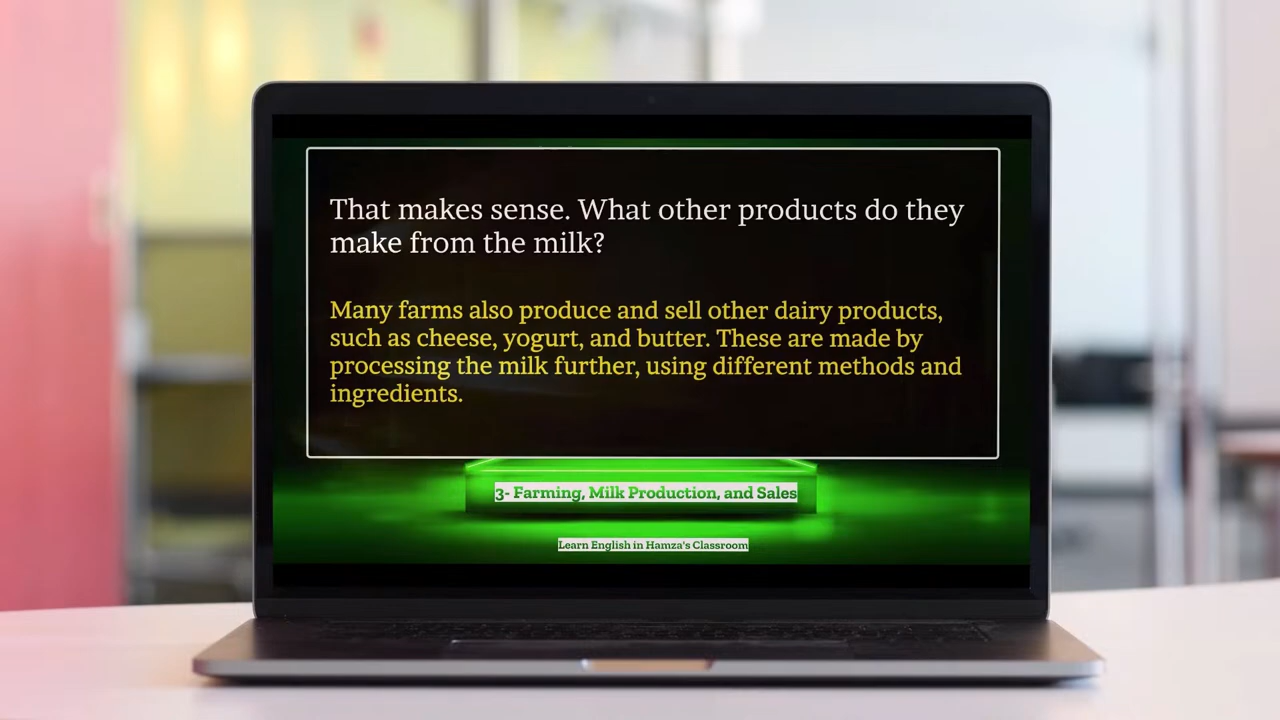 That makes sense. What other products do they
make from the milk?
Many farms also produce and sell other dairy products,
such as cheese, yogurt, and butter. These are made by
processing the milk further, using different methods and
ingredients.
3- Farming, Milk Production, and Sales
Learn English in Hamza's Classroom